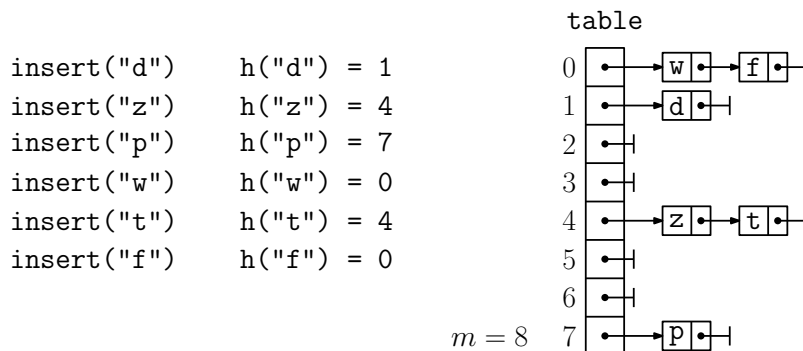 table
insert("d") h("d") = 1 0 w f
insert("z") h("z") = 4 1 d
insert("p") h("p") = 7 2
insert("w") h("w") = 0 3
insert("t") h("t") = 4 4 z t
insert("f") h("f") = 0 5
6
m = 8 7 p